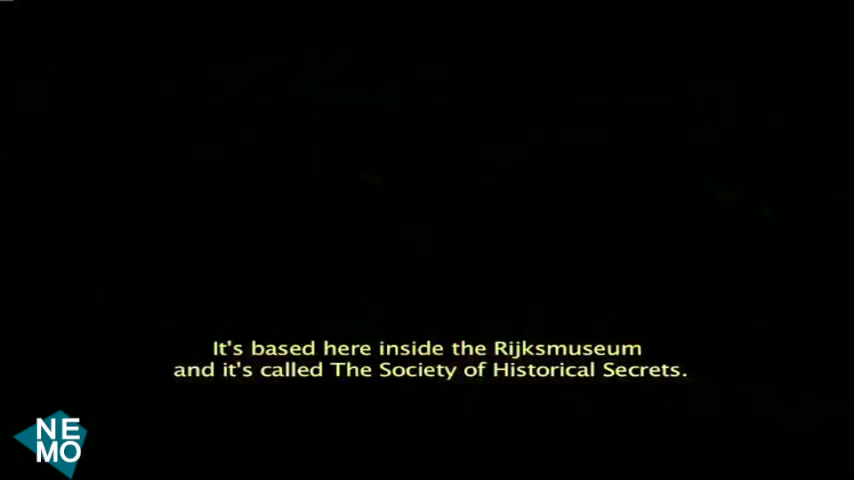 It's based here inside the Rijksmuseum
and it's called The Society of Historical Secrets.
NE
MO